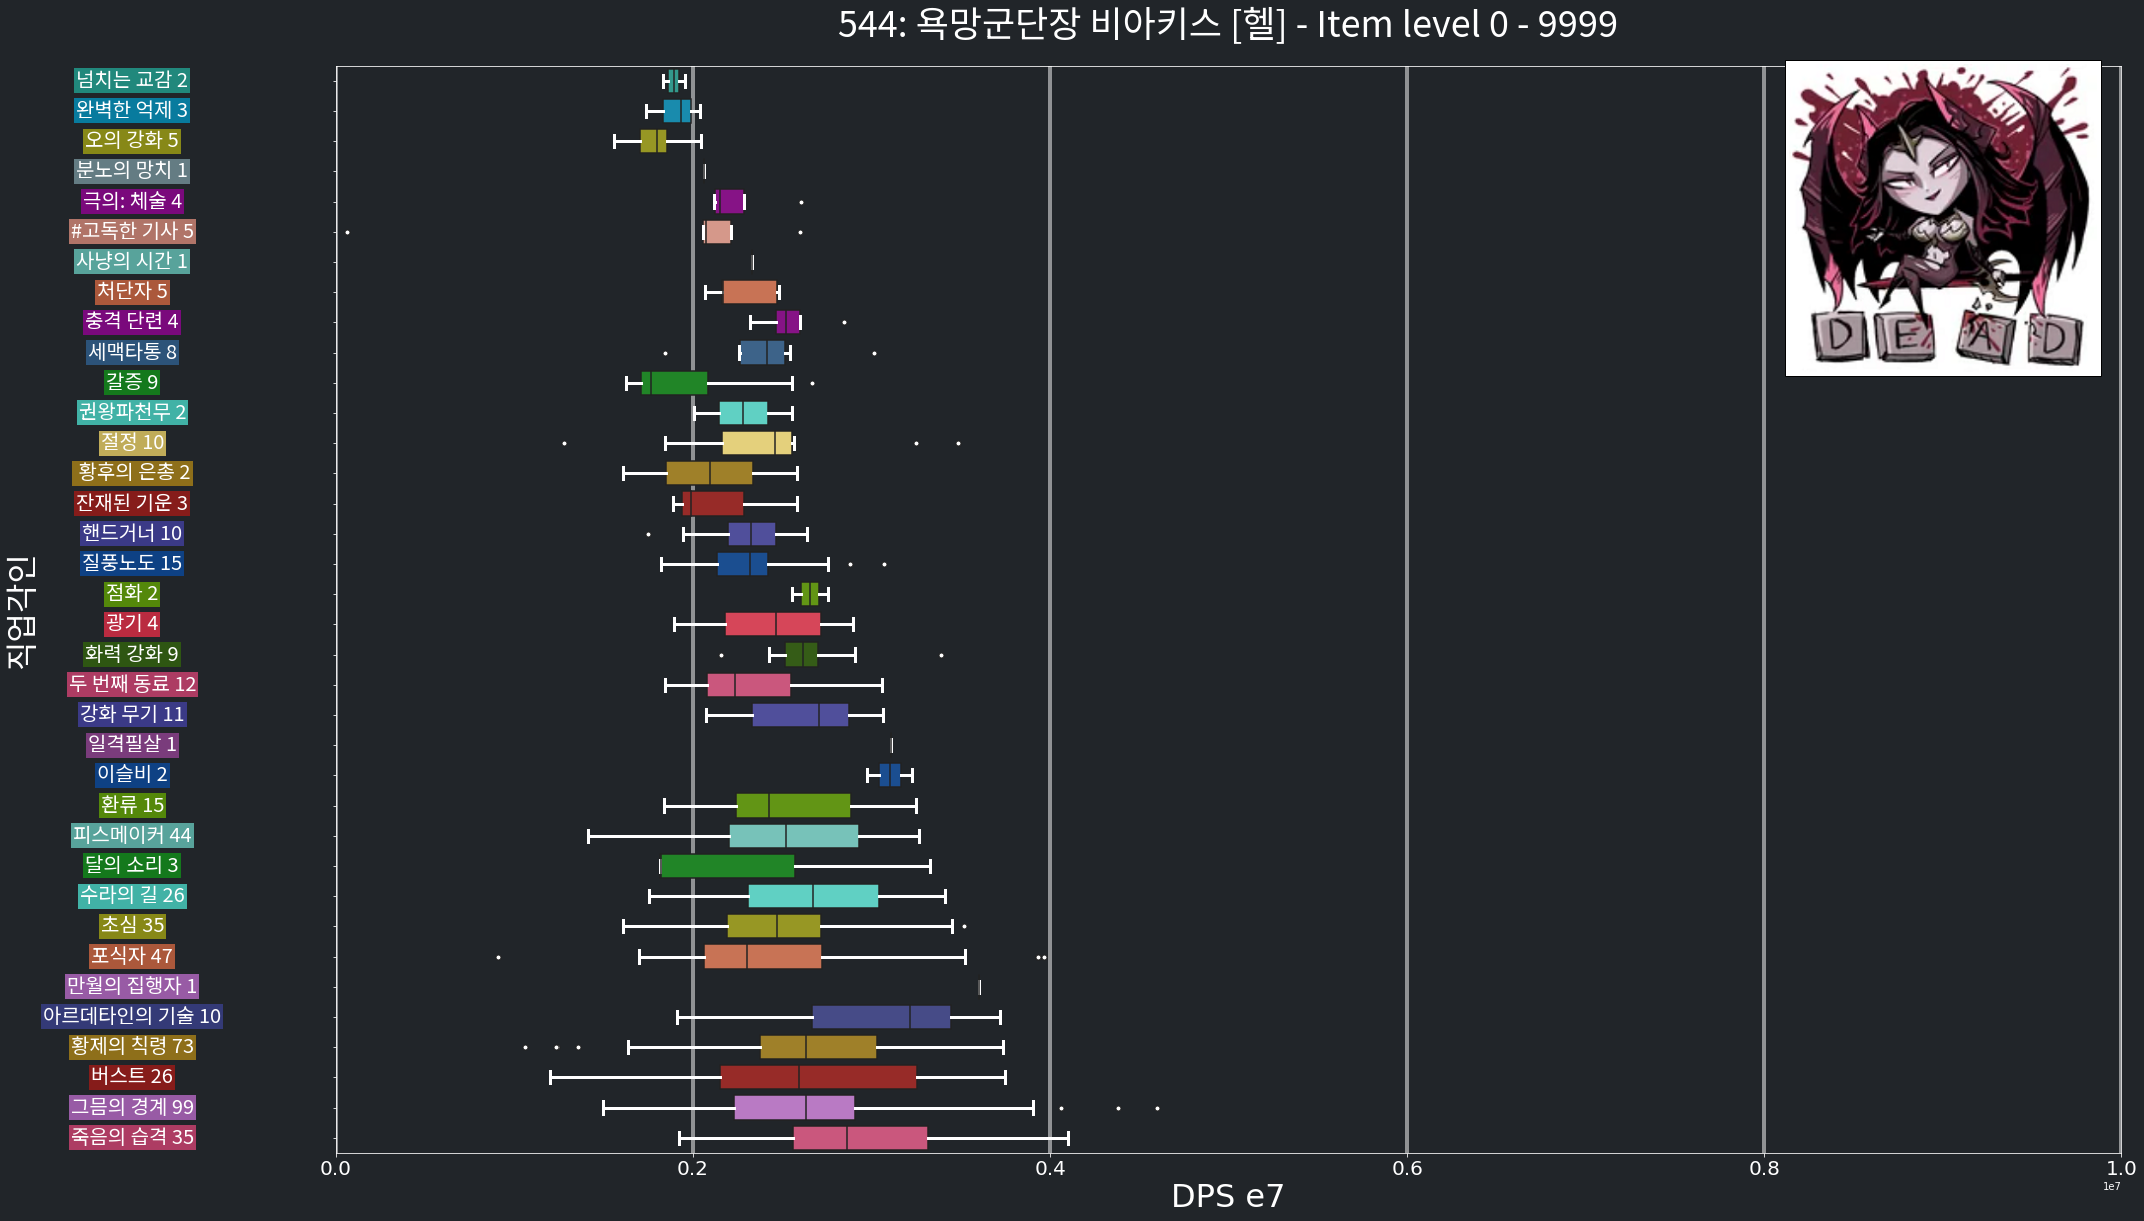 544: 욕망군단장 비아키스 [헬] - Item level 0 - 9999
넘치는 교감 2
완벽한 억제 3
오의 강화 5
분노의 망치 1
극의: 체술 4
#고독한 기사 5
사냥의 시간 1
처단자 5
충격 단련 4
세맥타통 8
갈증 9
권왕파천무 2
절정 10
황후의 은총 2
잔재된 기운 3
핸드거너 10
질풍노도 15
점화 2
광기 4
화력 강화 9
두 번째 동료 12
강화 무기 11
일격필살 1
이슬비 2
환류 15
피스메이커 44
달의 소리 3
수라의 길 26
초심 35
포식자 47
만월의 집행자 1
아르데타인의 기술 10
황제의 칙령 73
버스트 26
그믐의 경계 99
죽음의 습격 35
직업각인
DEAD
0.0 0.2 0.4 0.6 0.8 1.0
1e7
DPS e7